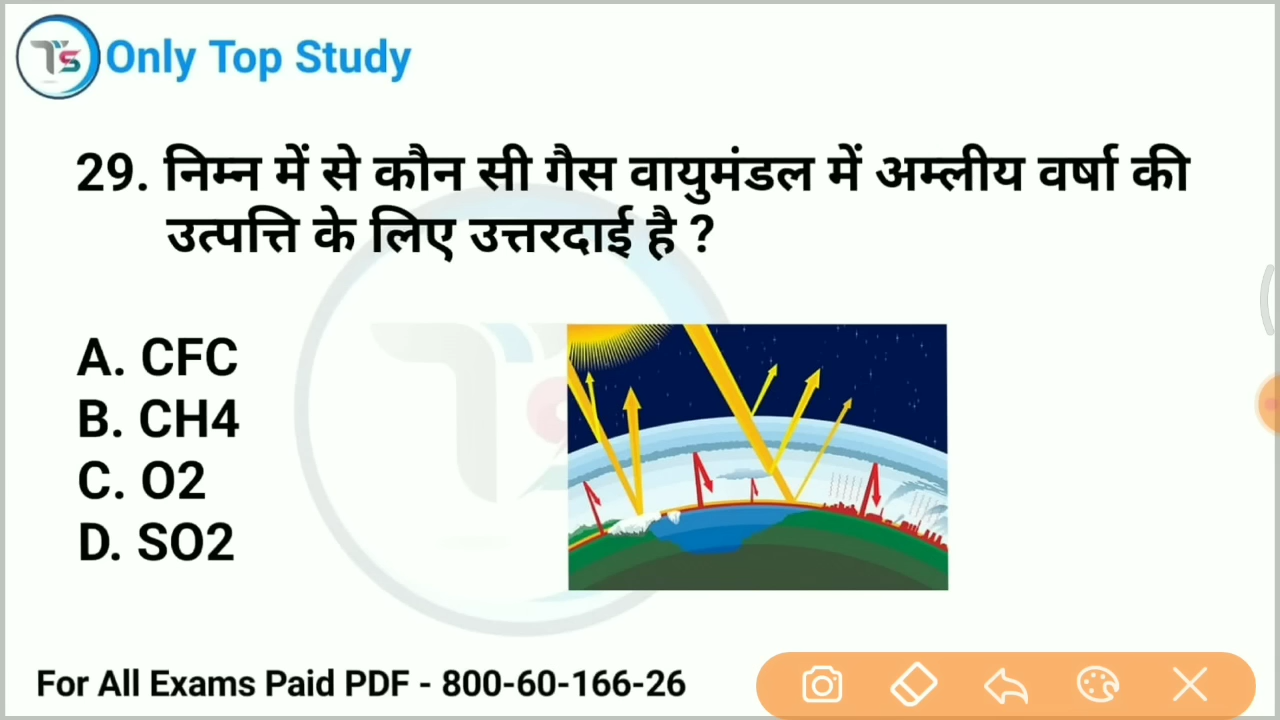 TS Only Top Study
29. निम्न में से कौन सी गैस वायुमंडल में अम्लीय वर्षा की
उत्पत्ति के लिए उत्तरदाई है ?
A. CFC
B. CH4
C. O2
D. SO2
For All Exams Paid PDF - 800-60-166-26